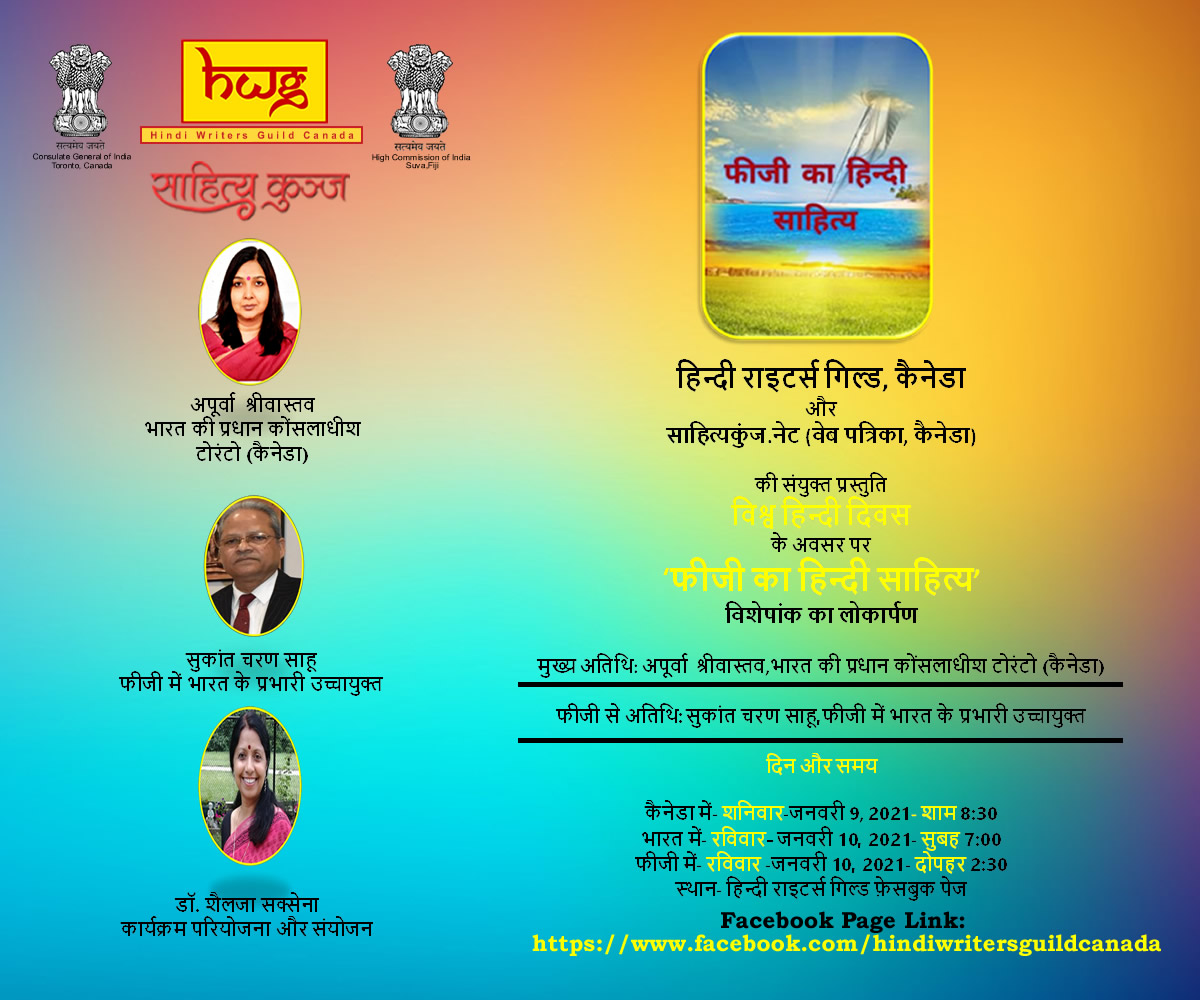 सत्यमेव जयते
Consulate General of India
Toronto, Canada
hwg
Hindi Writers Guild Canada
सत्यमेव जयते
High Commission of India
Suva,Fiji
साहित्य कुञ्ज
अपूर्वा श्रीवास्तव
भारत की प्रधान कोंसलाधीश
टोरंटो (कैनेडा)
सुकांत चरण साहू
फीजी में भारत के प्रभारी उच्चायुक्त
डॉ. शैलजा सक्सेना
कार्यक्रम परियोजना और संयोजन
फीजी का हिन्दी
साहित्य
हिन्दी राइटर्स गिल्ड, कैनेडा
और
साहित्यकुंज.नेट (वेब पत्रिका, कैनेडा)
की संयुक्त प्रस्तुति
विश्व हिन्दी दिवस
के अवसर पर
‘फीजी का हिन्दी साहित्य’
विशेषांक का लोकार्पण
मुख्य अतिथि: अपूर्वा श्रीवास्तव,भारत की प्रधान कोंसलाधीश टोरंटो (कैनेडा)
फीजी से अतिथि: सुकांत चरण साहू,फीजी में भारत के प्रभारी उच्चायुक्त
दिन और समय
कैनेडा में- शनिवार-जनवरी 9, 2021- शाम 8:30
भारत में- रविवार- जनवरी 10, 2021- सुबह 7:00
फीजी में- रविवार -जनवरी 10, 2021- दोपहर 2:30
स्थान- हिन्दी राइटर्स गिल्ड फ़ेसबुक पेज
Facebook Page Link:
https://www.facebook.com/hindiwritersguildcanada